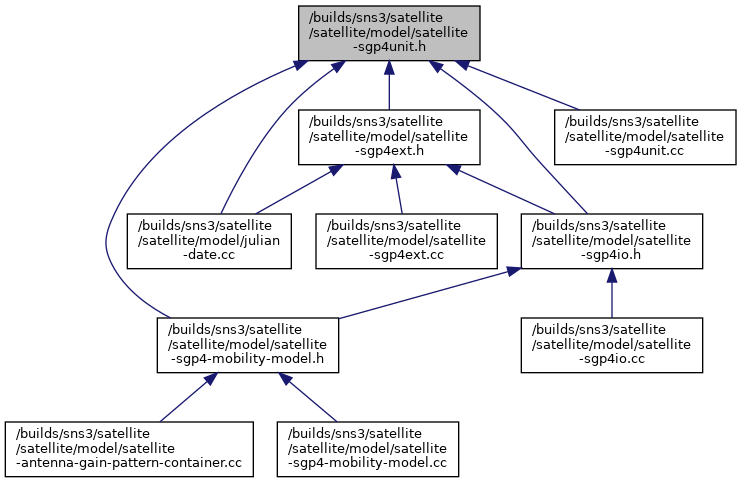 /builds/sns3/satellite
/satellite/model/satellite
-sgp4unit.h
/builds/sns3/satellite
/satellite/model/satellite
-sgp4ext.h
/builds/sns3/satellite
/satellite/model/satellite
-sgp4unit.cc
/builds/sns3/satellite
/satellite/model/julian
-date.cc
/builds/sns3/satellite
/satellite/model/satellite
-sgp4ext.cc
/builds/sns3/satellite
/satellite/model/satellite
-sgp4io.h
/builds/sns3/satellite
/satellite/model/satellite
-sgp4-mobility-model.h
/builds/sns3/satellite
/satellite/model/satellite
-sgp4io.cc
/builds/sns3/satellite
/satellite/model/satellite
-antenna-gain-pattern-container.cc
/builds/sns3/satellite
/satellite/model/satellite
-sgp4-mobility-model.cc